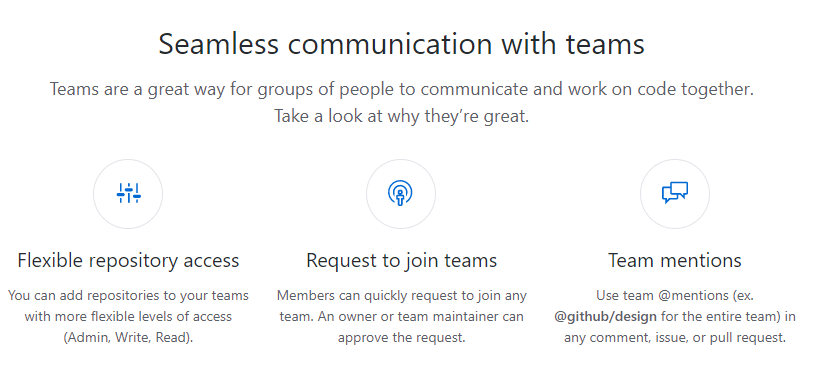 Seamless communication with teams
Teams are a great way for groups of people to communicate and work on code together.
Take a look at why they’re great.
Flexible repository access
You can add repositories to your teams
with more flexible levels of access
(Admin, Write, Read).
Request to join teams
Members can quickly request to join any
team. An owner or team maintainer can
approve the request.
Team mentions
Use team @mentions (ex.
@github/design for the entire team) in
any comment, issue, or pull request.